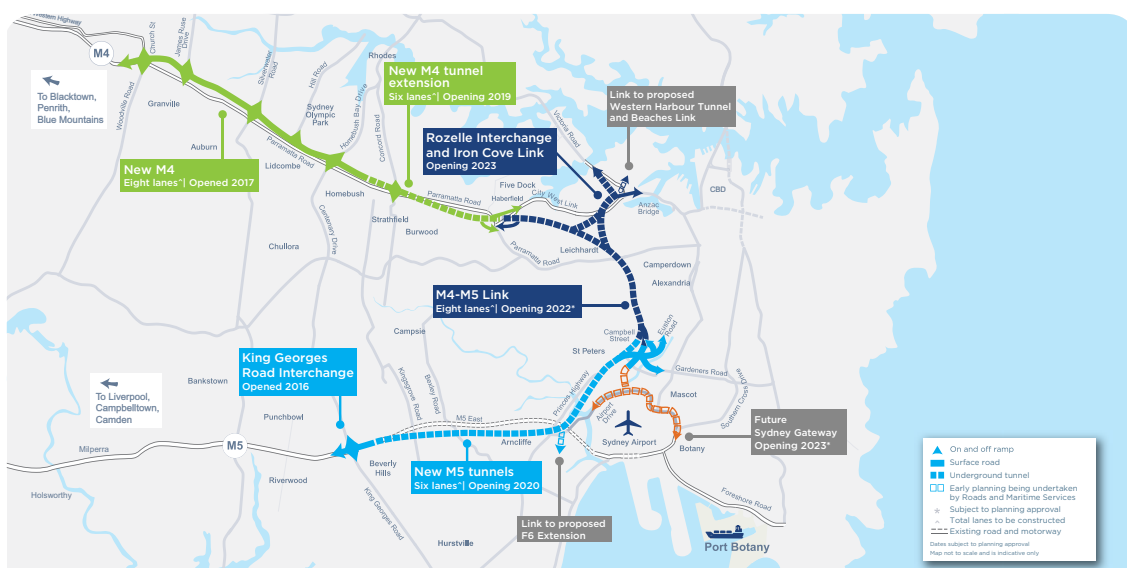 Western Highway
Church St
James Ruse
Drive
M4
Silverwater
Road
Hill Road
Rhodes
New M4 tunnel
extension
Six lanes^| Opening 2019
To Blacktown,
Penrith,
Blue Mountains
Woodville Road
Granville
Sydney
Olympic
Park
Homebush Bay Drive
Concord Road
Victoria Road
Link to proposed
Western Harbour Tunnel
and Beaches Link
Auburn
Parramatta Road
Rozelle Interchange
and Iron Cove Link
Opening 2023
New M4
Eight lanes^| Opened 2017
Lidcombe
Homebush
Five Dock
Haberfield
City West Link
CBD
Parramatta Road
Anzac
Bridge
Centenary Drive
Strathfield
Burwood
Chullora
Parramatta Road
Leichhardt
Camperdown
Alexandria
M4-M5 Link
Eight lanes^| Opening 2022*
Campsie
Campbell
Street
Euston
Road
St Peters
King Georges
Road Interchange
Opened 2016
Gardeners Road
To Liverpool,
Campbelltown,
Camden
Bankstown
Kingsgrove Road
Bexley Road
Princes Highway
Airport
Drive
Mascot
Southern Cross Drive
Punchbowl
M5 East
Future
Sydney Gateway
Opening 2023*
Milperra
M5
Arncliffe
Sydney Airport
Botany
Beverly
Hills
New M5 tunnels
Six lanes^| Opening 2020
Riverwood
Holsworthy
King Georges Road
Foreshore Road
Link to proposed
F6 Extension
Hurstville
Port Botany
On and off ramp
Surface road
Underground tunnel
Early planning being undertaken
by Roads and Maritime Services
* Subject to planning approval
^ Total lanes to be constructed
Existing road and motorway
Dates subject to planning approval
Map not to scale and is indicative only